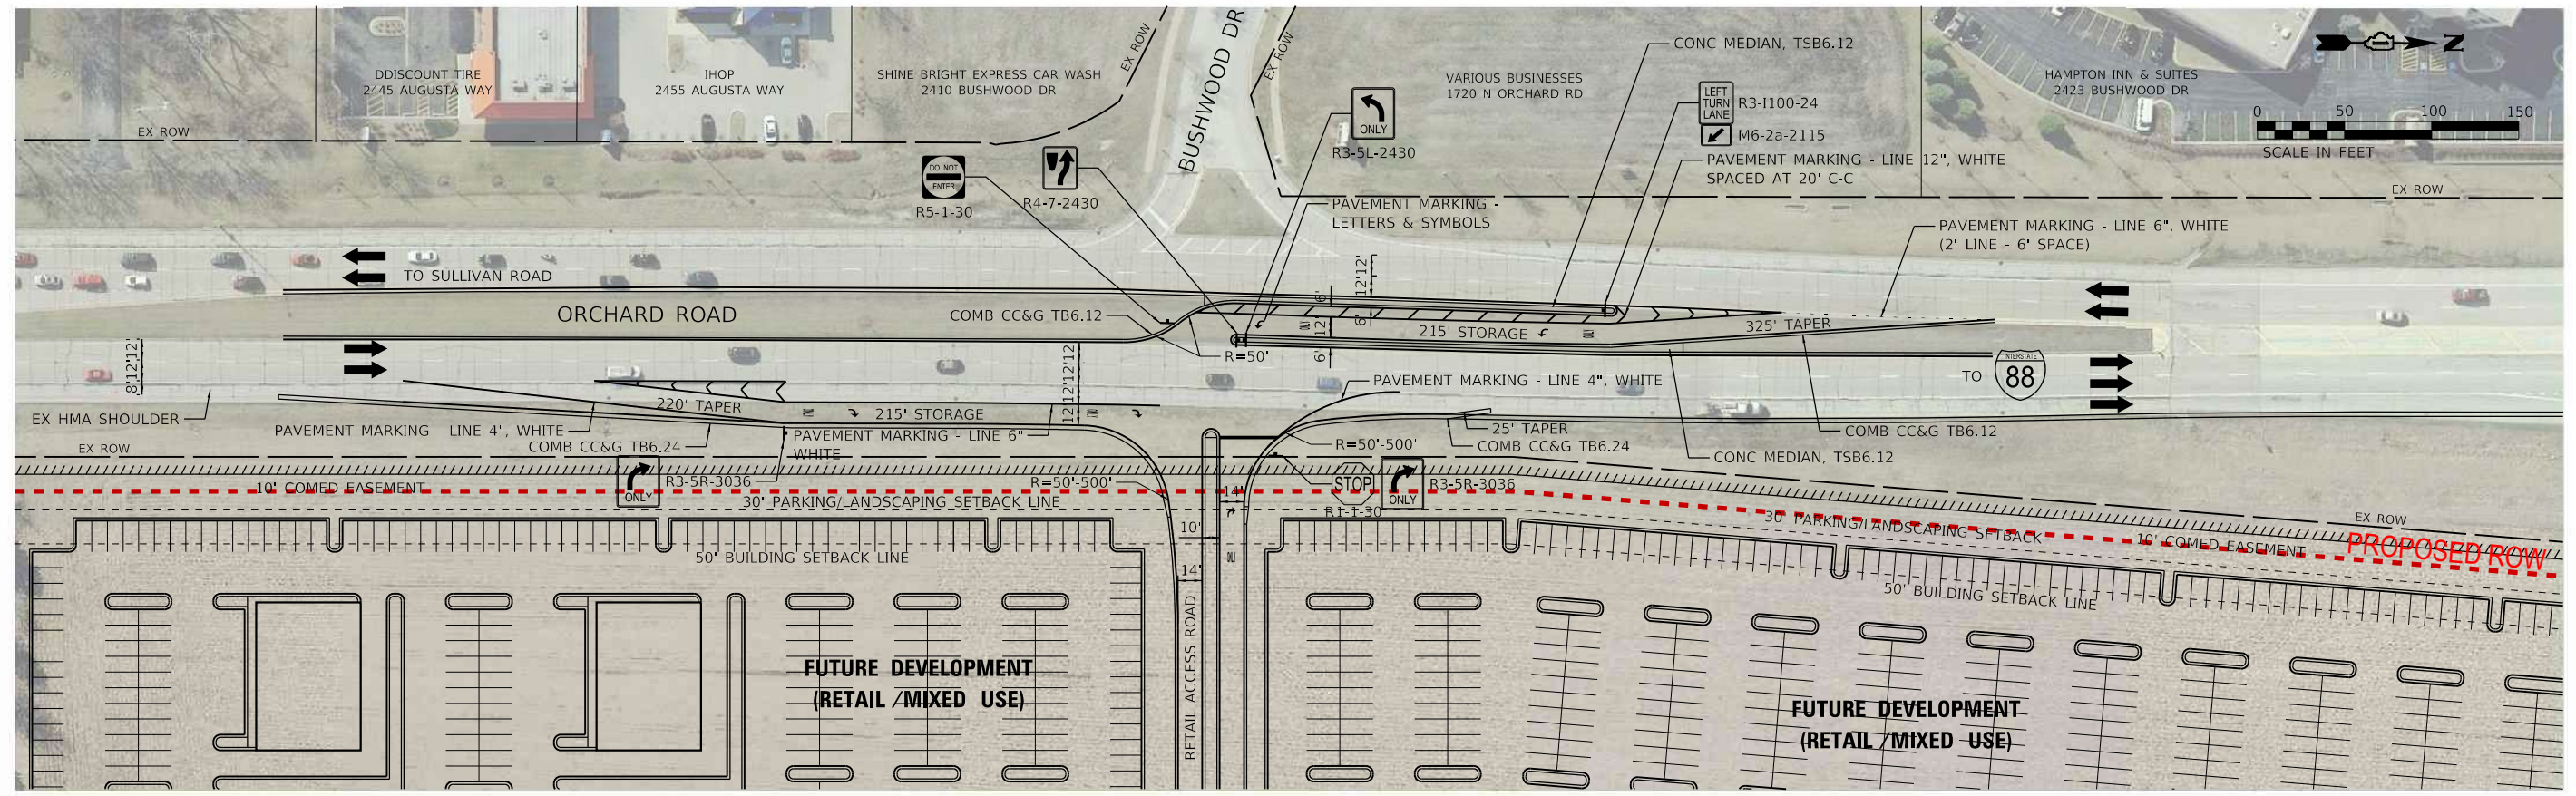 BUSHWOOD DR
EX ROW
EX ROW
CONC MEDIAN, TSB6.12
N
DDISCOUNT TIRE
2445 AUGUSTA WAY
IHOP
2455 AUGUSTA WAY
SHINE BRIGHT EXPRESS CAR WASH
2410 BUSHWOOD DR
VARIOUS BUSINESSES
1720 N ORCHARD RD
LEFT
TURN
LANE
R3-I100-24
M6-2a-2115
HAMPTON INN & SUITES
2423 BUSHWOOD DR
0 50 100 150
SCALE IN FEET
EX ROW
ONLY
R3-5L-2430
PAVEMENT MARKING - LINE 12", WHITE
SPACED AT 20' C-C
DO NOT
ENTER
R5-1-30
R4-7-2430
EX ROW
PAVEMENT MARKING -
LETTERS & SYMBOLS
PAVEMENT MARKING - LINE 6", WHITE
(2' LINE - 6' SPACE)
TO SULLIVAN ROAD
12'12'
ORCHARD ROAD
COMB CC&G TB6.12
6'
6'
12'
6'
215' STORAGE
325' TAPER
R=50'
8'12'12'
12'12'12'12'
PAVEMENT MARKING - LINE 4", WHITE
TO
INTERSTATE
88
EX HMA SHOULDER
220' TAPER
215' STORAGE
PAVEMENT MARKING - LINE 4", WHITE
COMB CC&G TB6.24
PAVEMENT MARKING - LINE 6"
WHITE
25' TAPER
R=50'-500'
COMB CC&G TB6.24
COMB CC&G TB6.12
CONC MEDIAN, TSB6.12
EX ROW
ONLY
R3-5R-3036
R=50'-500'
STOP
R1-1-30
ONLY
R3-5R-3036
10' COMED EASEMENT
30' PARKING/LANDSCAPING SETBACK LINE
14'
10'
14'
50' BUILDING SETBACK LINE
30' PARKING/LANDSCAPING SETBACK
10' COMED EASEMENT
EX ROW
PROPOSED ROW
50' BUILDING SETBACK LINE
RETAIL ACCESS ROAD
FUTURE DEVELOPMENT
(RETAIL /MIXED USE)
FUTURE DEVELOPMENT
(RETAIL /MIXED USE)